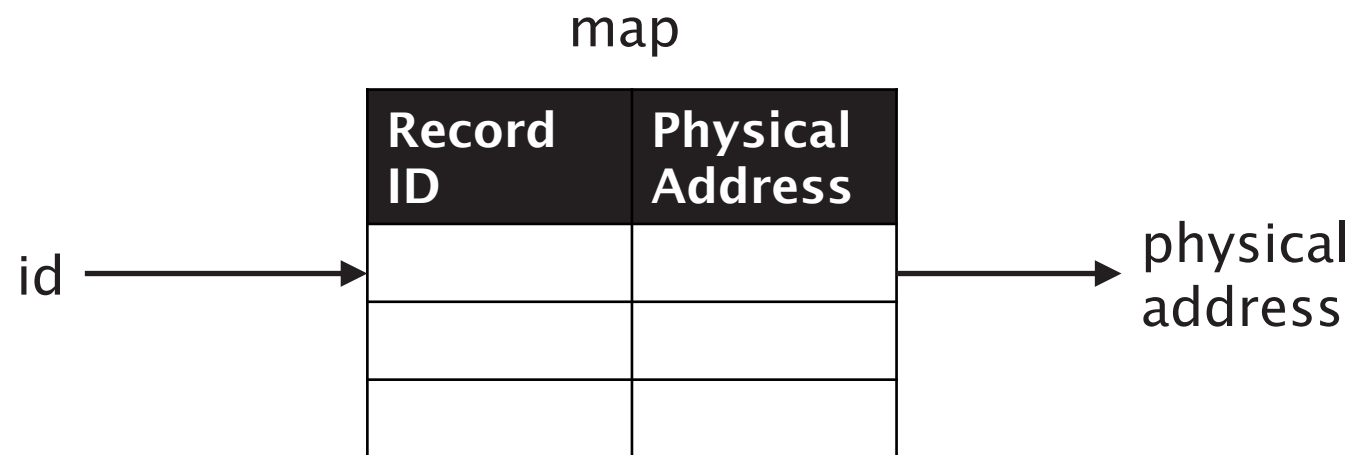 map
Record
ID
Physical
Address
id
physical
address